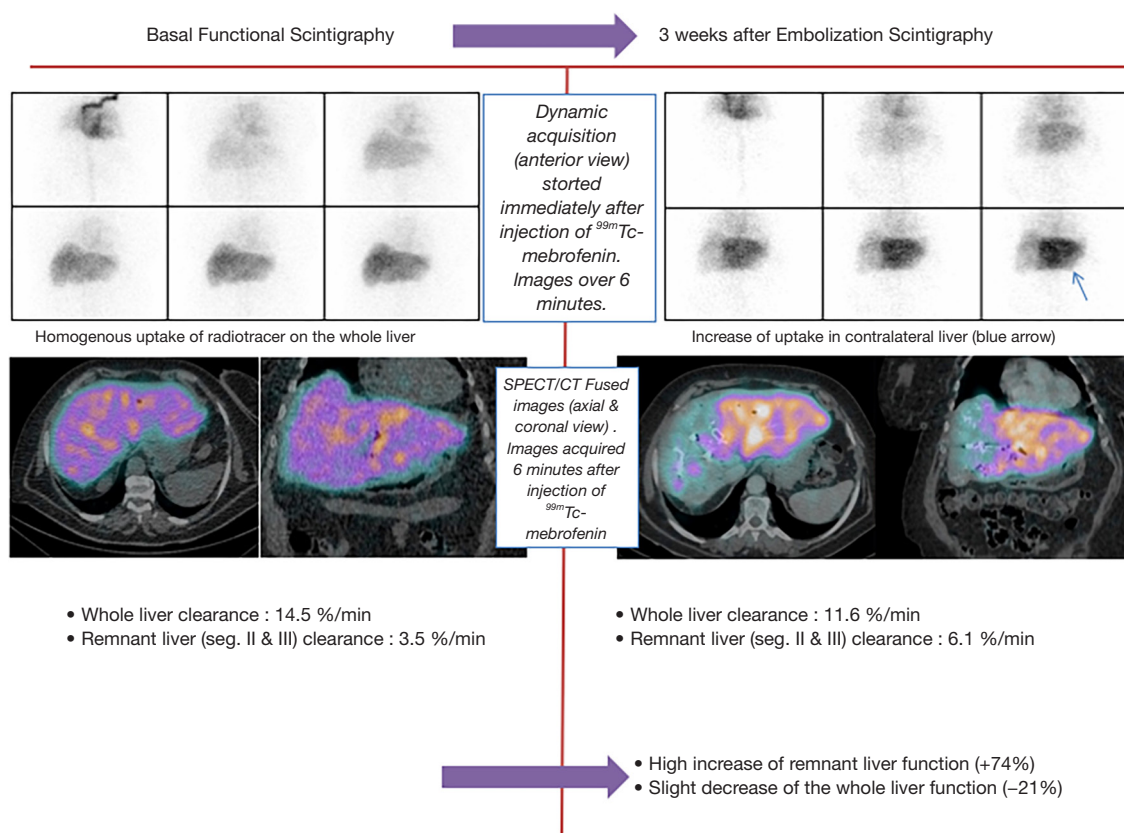 Basal Functional Scintigraphy
3 weeks after Embolization Scintigraphy
Dynamic
acquisition
(anterior view)
storted
immediately after
injection of ⁹⁹ᵐTc-
mebrofenin.
Images over 6
minutes.
Homogenous uptake of radiotracer on the whole liver
Increase of uptake in contralateral liver (blue arrow)
SPECT/CT Fused
images (axial &
coronal view) .
Images acquired
6 minutes after
injection of
⁹⁹ᵐTc-
mebrofenin
• Whole liver clearance : 14.5 %/min
• Remnant liver (seg. II & III) clearance : 3.5 %/min
• Whole liver clearance : 11.6 %/min
• Remnant liver (seg. II & III) clearance : 6.1 %/min
• High increase of remnant liver function (+74%)
• Slight decrease of the whole liver function (−21%)